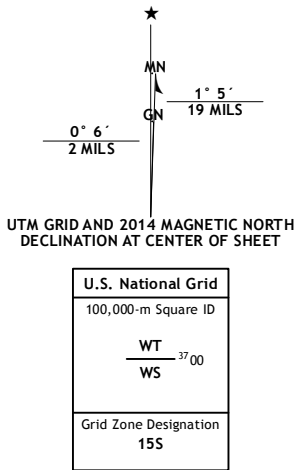 ★
MN
1° 5´
19 MILS
GN
0° 6´
2 MILS
UTM GRID AND 2014 MAGNETIC NORTH
DECLINATION AT CENTER OF SHEET
U.S. National Grid
100,000-m Square ID
WT
3700
WS
Grid Zone Designation
15S